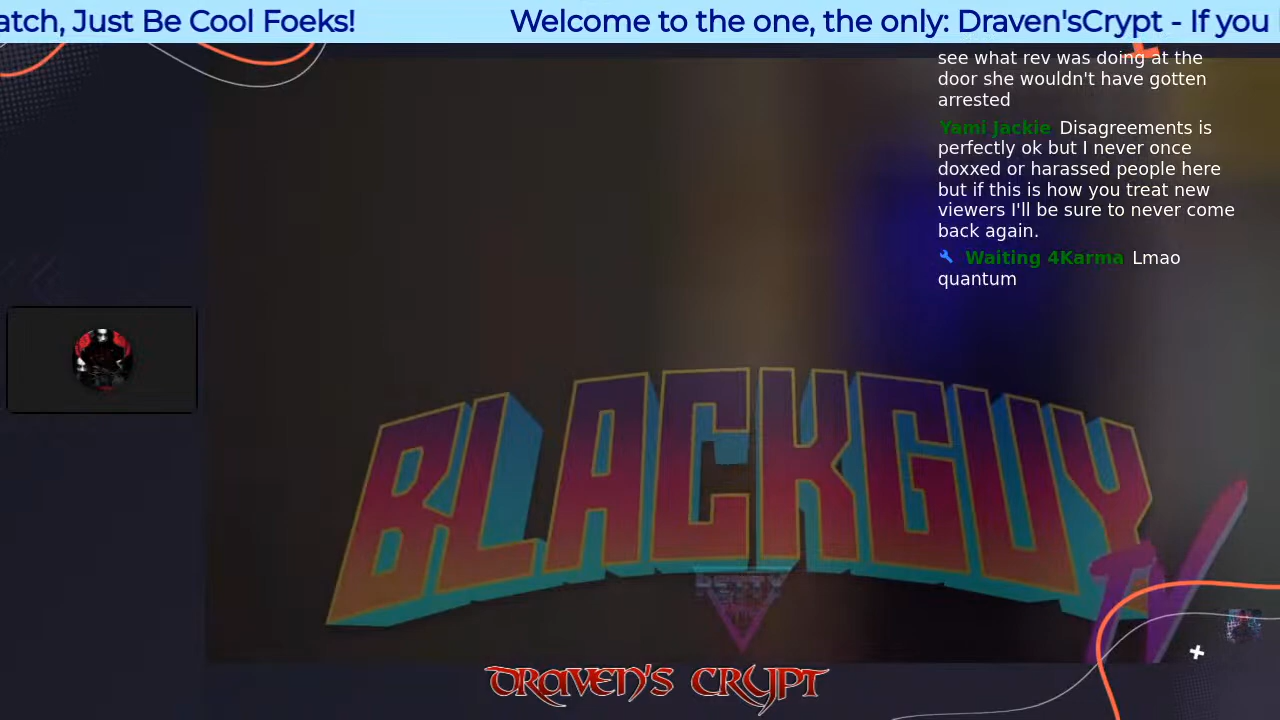 atch, Just Be Cool Foeks! Welcome to the one, the only: Draven'sCrypt - If you
see what rev was doing at the
door she wouldn't have gotten
arrested
Yami Jackie Disagreements is
perfectly ok but I never once
doxxed or harassed people here
but if this is how you treat new
viewers I'll be sure to never come
back again.
Waiting 4Karma Lmao
quantum
BLACKGUY
TV
DRAVEN'S CRYPT